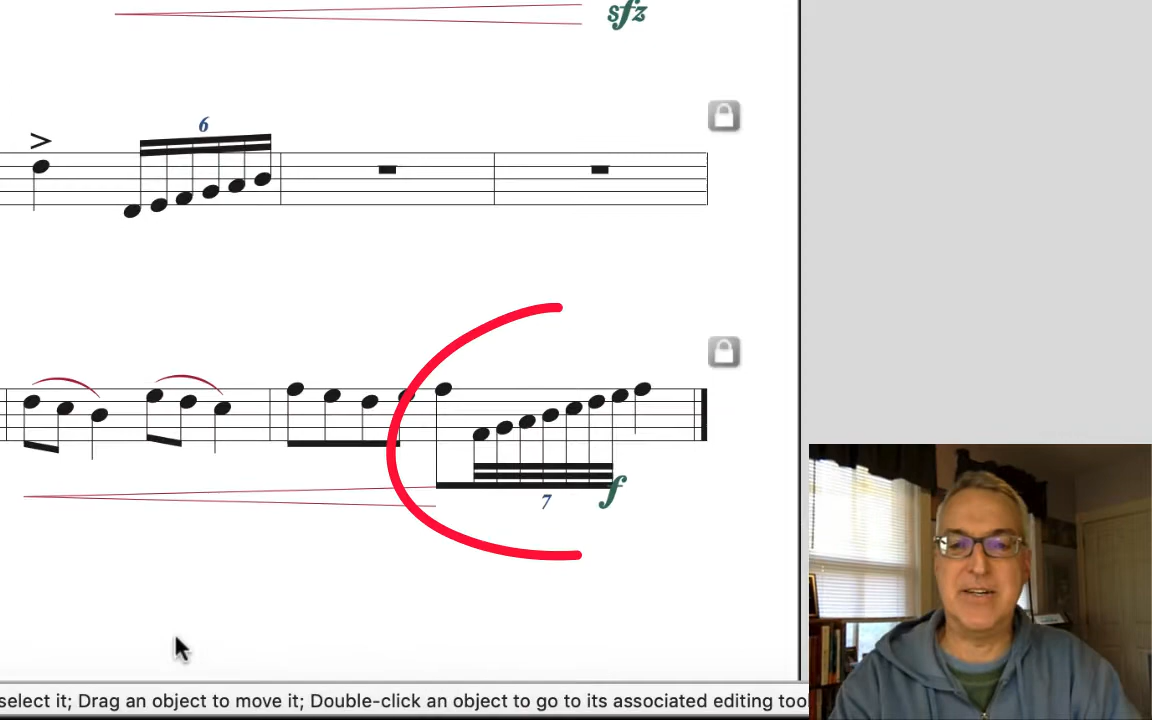 sfz
>
6
7
f
select it; Drag an object to move it; Double-click an object to go to its associated editing too